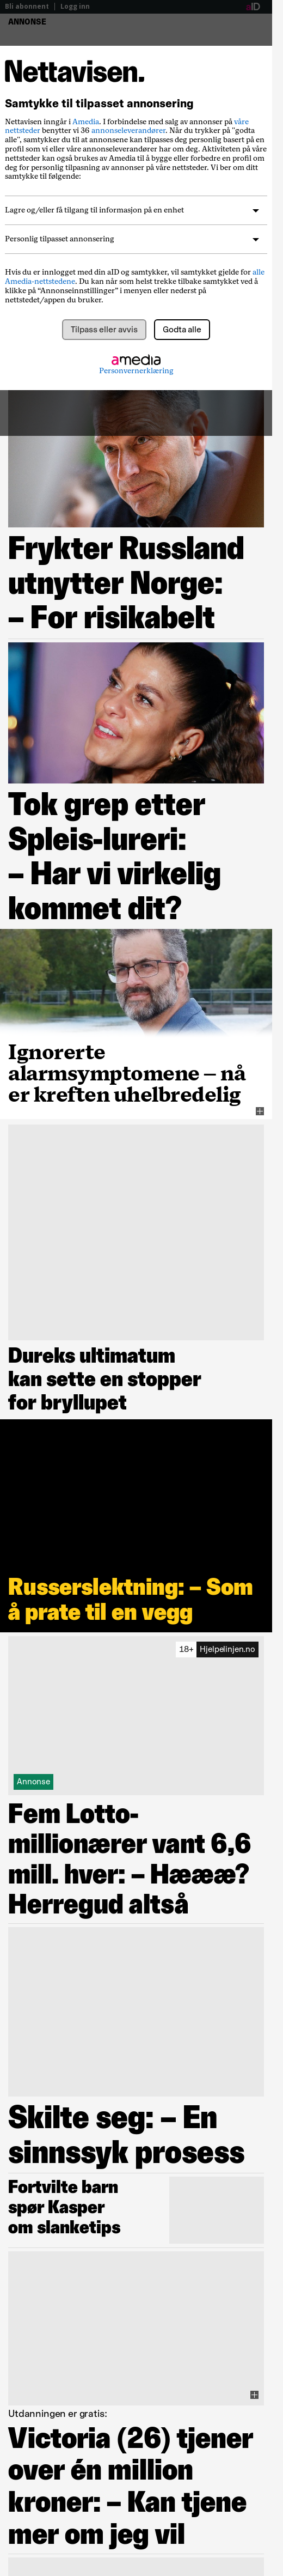 Bli abonnent | Logg inn
aID
ANNONSE
Nettavisen.
Samtykke til tilpasset annonsering
Nettavisen inngår i Amedia. I forbindelse med salg av annonser på våre
nettsteder benytter vi 36 annonseleverandører. Når du trykker på "godta
alle", samtykker du til at annonsene kan tilpasses deg personlig basert på en
profil som vi eller våre annonseleverandører har om deg. Aktiviteten på våre
nettsteder kan også brukes av Amedia til å bygge eller forbedre en profil om
deg for personlig tilpasning av annonser på våre nettsteder. Vi ber om ditt
samtykke til følgende:
Lagre og/eller få tilgang til informasjon på en enhet
Personlig tilpasset annonsering
Hvis du er innlogget med din aID og samtykker, vil samtykket gjelde for alle
Amedia-nettstedene. Du kan når som helst trekke tilbake samtykket ved å
klikke på “Annonseinnstillinger” i menyen eller nederst på
nettstedet/appen du bruker.
Tilpass eller avvis
Godta alle
amedia
Personvernerklæring
Frykter Russland
utnytter Norge:
– For risikabelt
Tok grep etter
Spleis-lureri:
– Har vi virkelig
kommet dit?
Ignorerte
alarmsymptomene – nå
er kreften uhelbredelig
Dureks ultimatum
kan sette en stopper
for bryllupet
Russerslektning: – Som
å prate til en vegg
18+ Hjelpelinjen.no
Annonse
Fem Lotto-
millionærer vant 6,6
mill. hver: – Hæææ?
Herregud altså
Skilte seg: – En
sinnssyk prosess
Fortvilte barn
spør Kasper
om slanketips
Utdanningen er gratis:
Victoria (26) tjener
over én million
kroner: – Kan tjene
mer om jeg vil